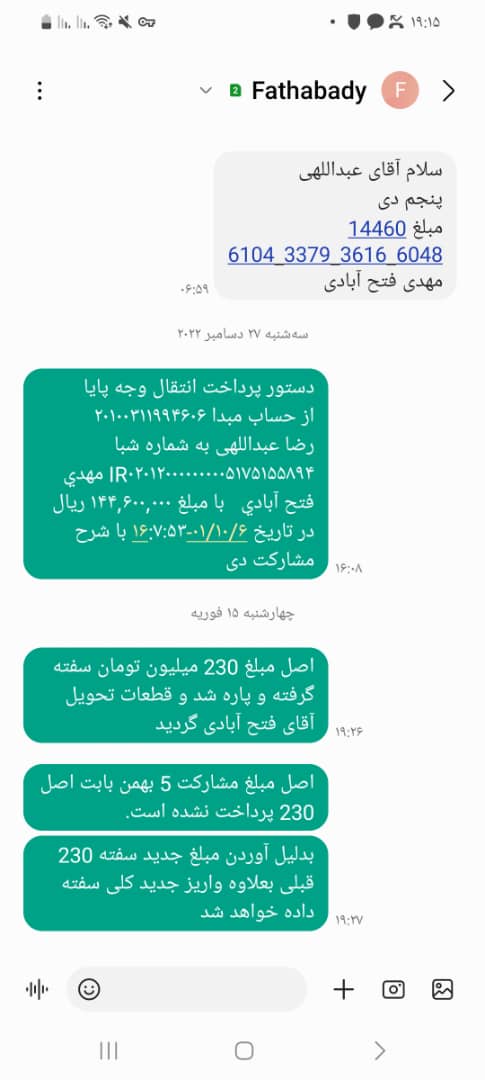 ۱۹:۱۵
Fathabady
2
F
سلام آقای عبداللهی
پنجم دی
مبلغ 14460
6104_3379_3616_6048
مهدی فتح آبادی
۰۶:۵۹
سه‌شنبه ۲۷ دسامبر ۲۰۲۲
دستور پرداخت انتقال وجه پایا
از حساب مبدا ۲۰۱۰۰۳۱۱۹۹۴۶۰۶
رضا عبداللهی به شماره شبا
IR۰۲۰۱۲۰۰۰۰۰۰۰۰۰۵۱۷۵۱۵۵۸۹۴ مهدي
فتح آبادي با مبلغ ۱۴۴,۶۰۰,۰۰۰ ریال
در تاریخ ۰۱/۱۰/۶-۱۶:۷:۵۳ با شرح
مشارکت دی
۱۶:۰۸
چهارشنبه ۱۵ فوریه
اصل مبلغ 230 میلیون تومان سفته
گرفته و پاره شد و قطعات تحویل
آقای فتح آبادی گردید
۱۹:۲۶
اصل مبلغ مشارکت 5 بهمن بابت اصل
230 پرداخت نشده است.
بدلیل آوردن مبلغ جدید سفته 230
قبلی بعلاوه واریز جدید کلی سفته
داده خواهد شد
۱۹:۲۷